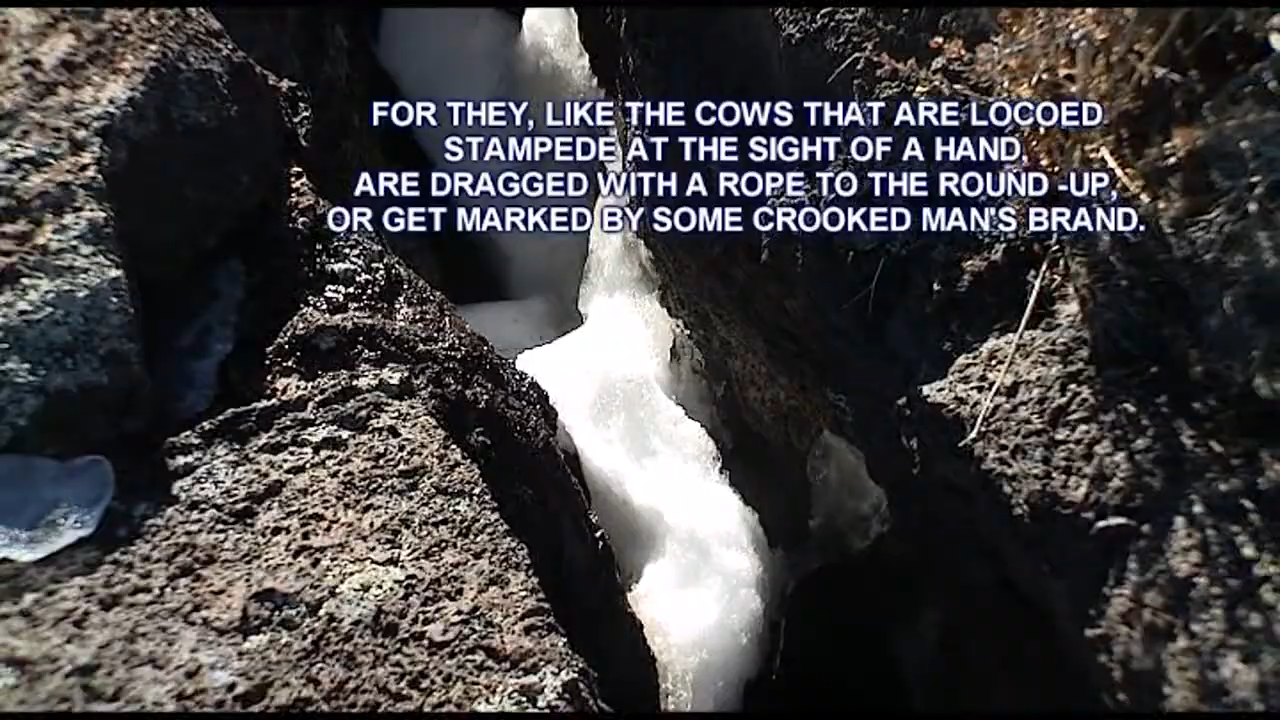 FOR THEY, LIKE THE COWS THAT ARE LOCOED
STAMPEDE AT THE SIGHT OF A HAND,
ARE DRAGGED WITH A ROPE TO THE ROUND -UP,
OR GET MARKED BY SOME CROOKED MAN'S BRAND.